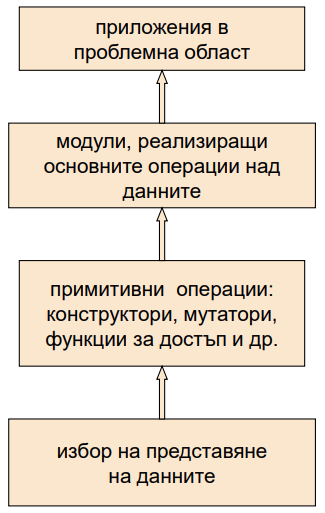 приложения в
проблемна област
модули, реализиращи
основните операции над
данните
примитивни операции:
конструктори, мутатори,
функции за достъп и др.
избор на представяне
на данните